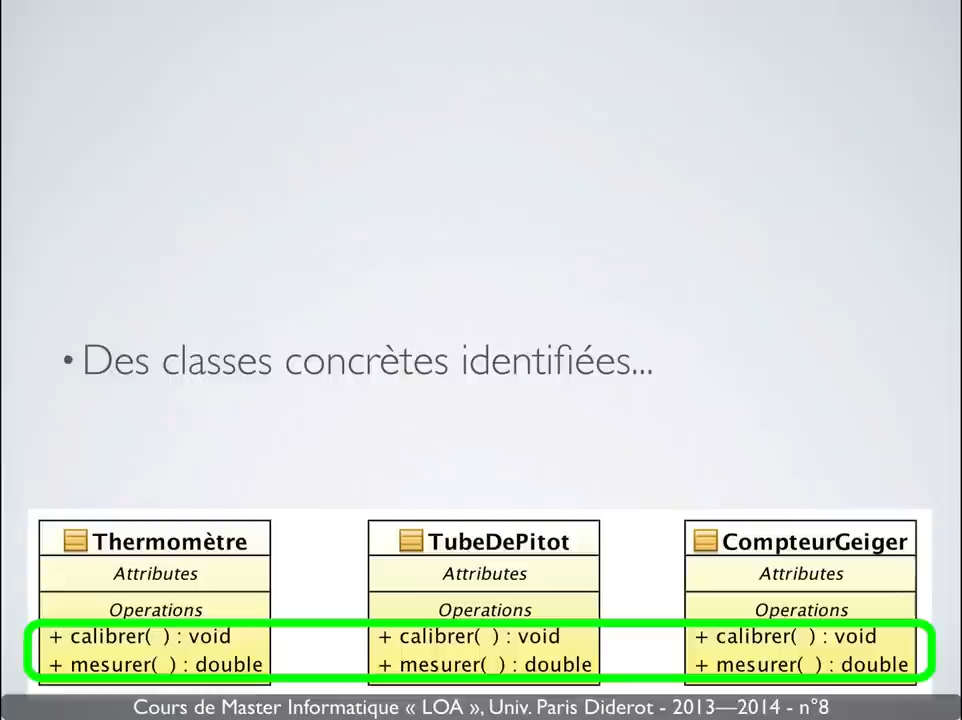 • Des classes concrètes identifiées...
Thermomètre
Attributes
Operations
+ calibrer( ) : void
+ mesurer( ) : double
TubeDePitot
Attributes
Operations
+ calibrer( ) : void
+ mesurer( ) : double
CompteurGeiger
Attributes
Operations
+ calibrer( ) : void
+ mesurer( ) : double
Cours de Master Informatique « LOA », Univ. Paris Diderot - 2013—2014 - n°8